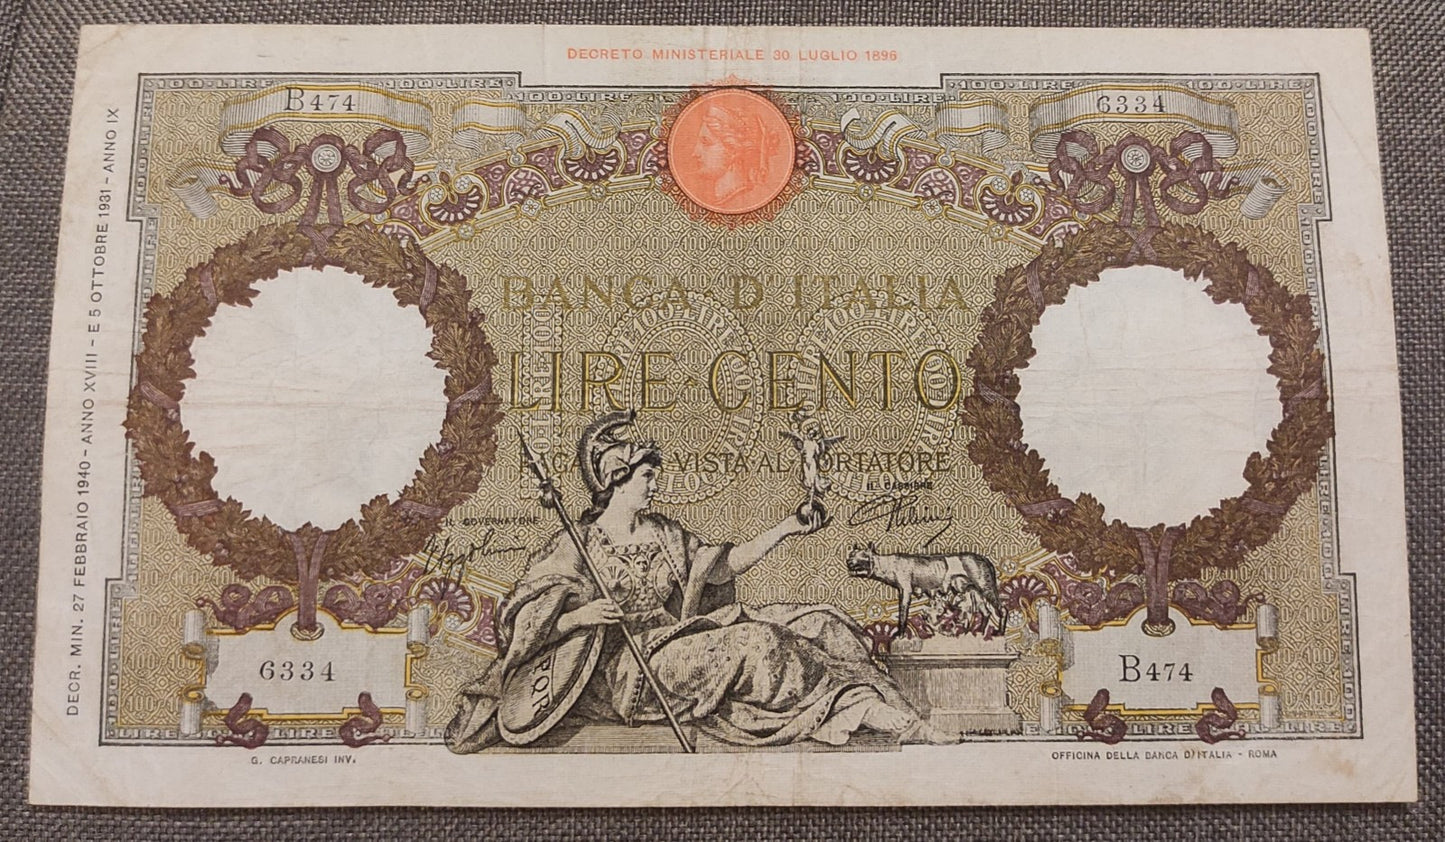 DECRETO MINISTERIALE 30 LUGLIO 1896
B474
6334
DECR. MIN. 27 FEBBRAIO 1940 - ANNO XVIII - E 5 OTTOBRE 1931 - ANNO IX
BANCA D'ITALIA
LIRE CENTO
VISTA AL PORTATORE
IL GOVERNATORE
IL CASSIERE
SPQR
6334
B474
G. CAPRANESI INV.
OFFICINA DELLA BANCA D'ITALIA - ROMA